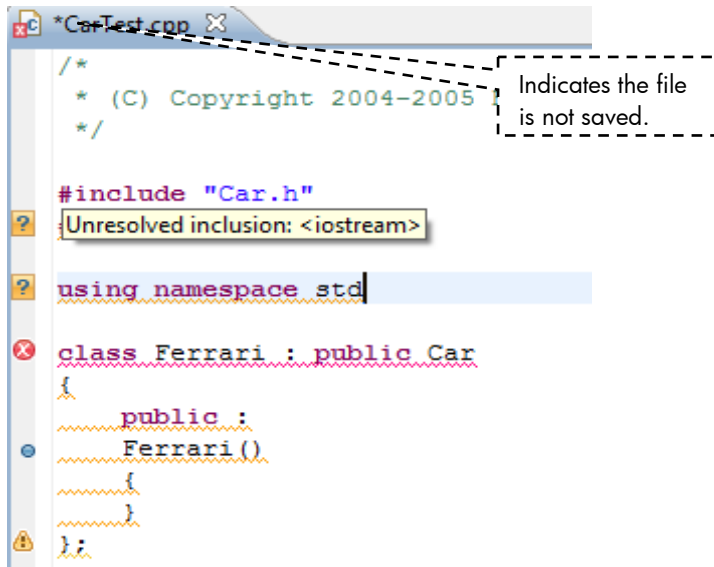 *CarTest.cpp
/*
* (C) Copyright 2004-2005
*/
Indicates the file
is not saved.
#include "Car.h"
Unresolved inclusion: <iostream>
using namespace std
class Ferrari : public Car
{
public :
Ferrari()
{
}
};